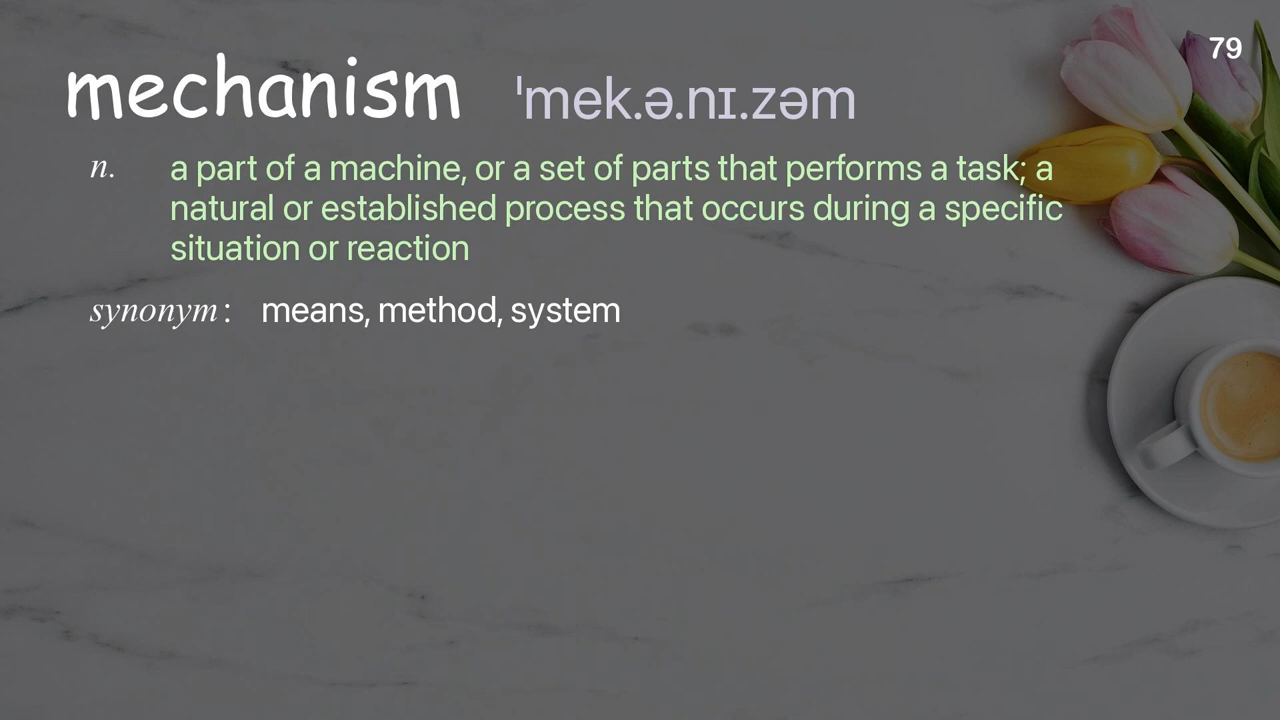 79
mechanism ˈmek.ə.nɪ.zəm
n. a part of a machine, or a set of parts that performs a task; a
natural or established process that occurs during a specific
situation or reaction
synonym: means, method, system